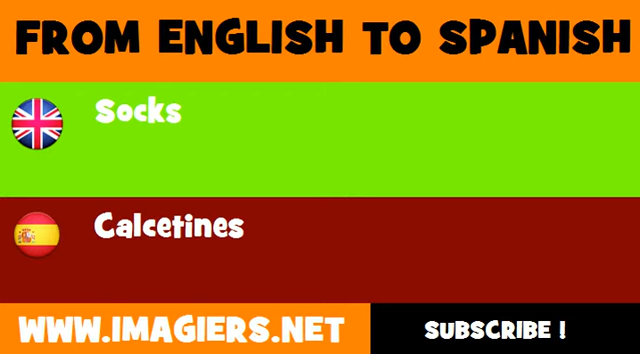 FROM ENGLISH TO SPANISH
Socks
Calcetines
WWW.IMAGIERS.NET
SUBSCRIBE !